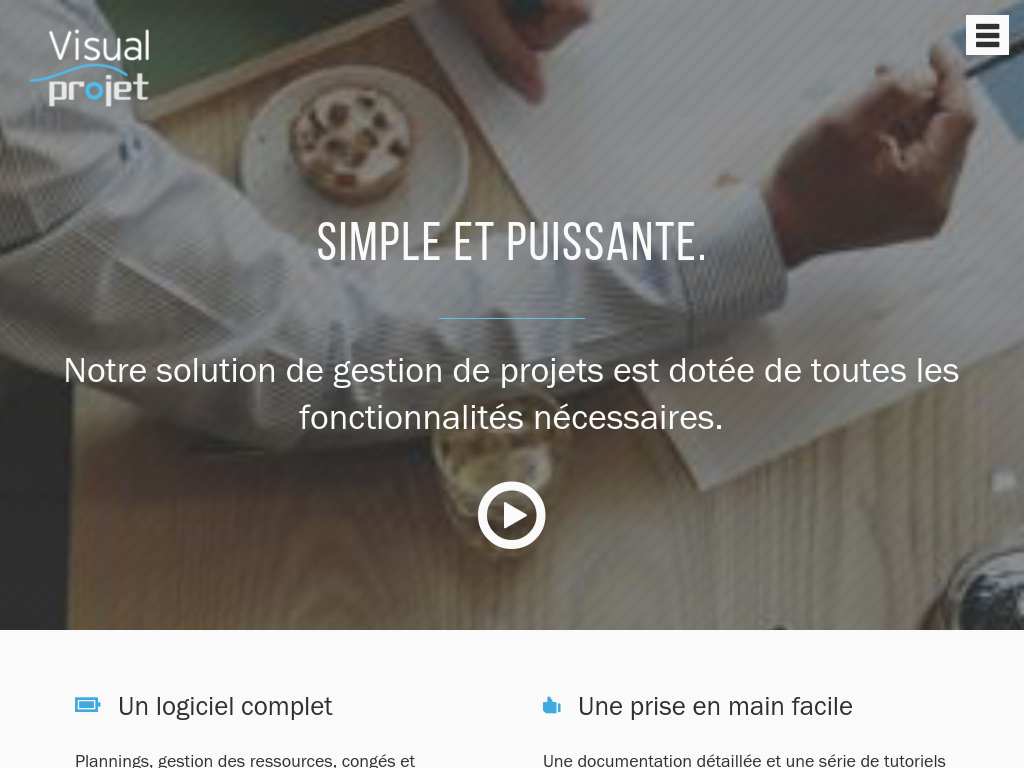 Visual
projet
SIMPLE ET PUISSANTE.
Notre solution de gestion de projets est dotée de toutes les
fonctionnalités nécessaires.
Un logiciel complet
Une prise en main facile
Plannings, gestion des ressources, congés et
Une documentation détaillée et une série de tutoriels